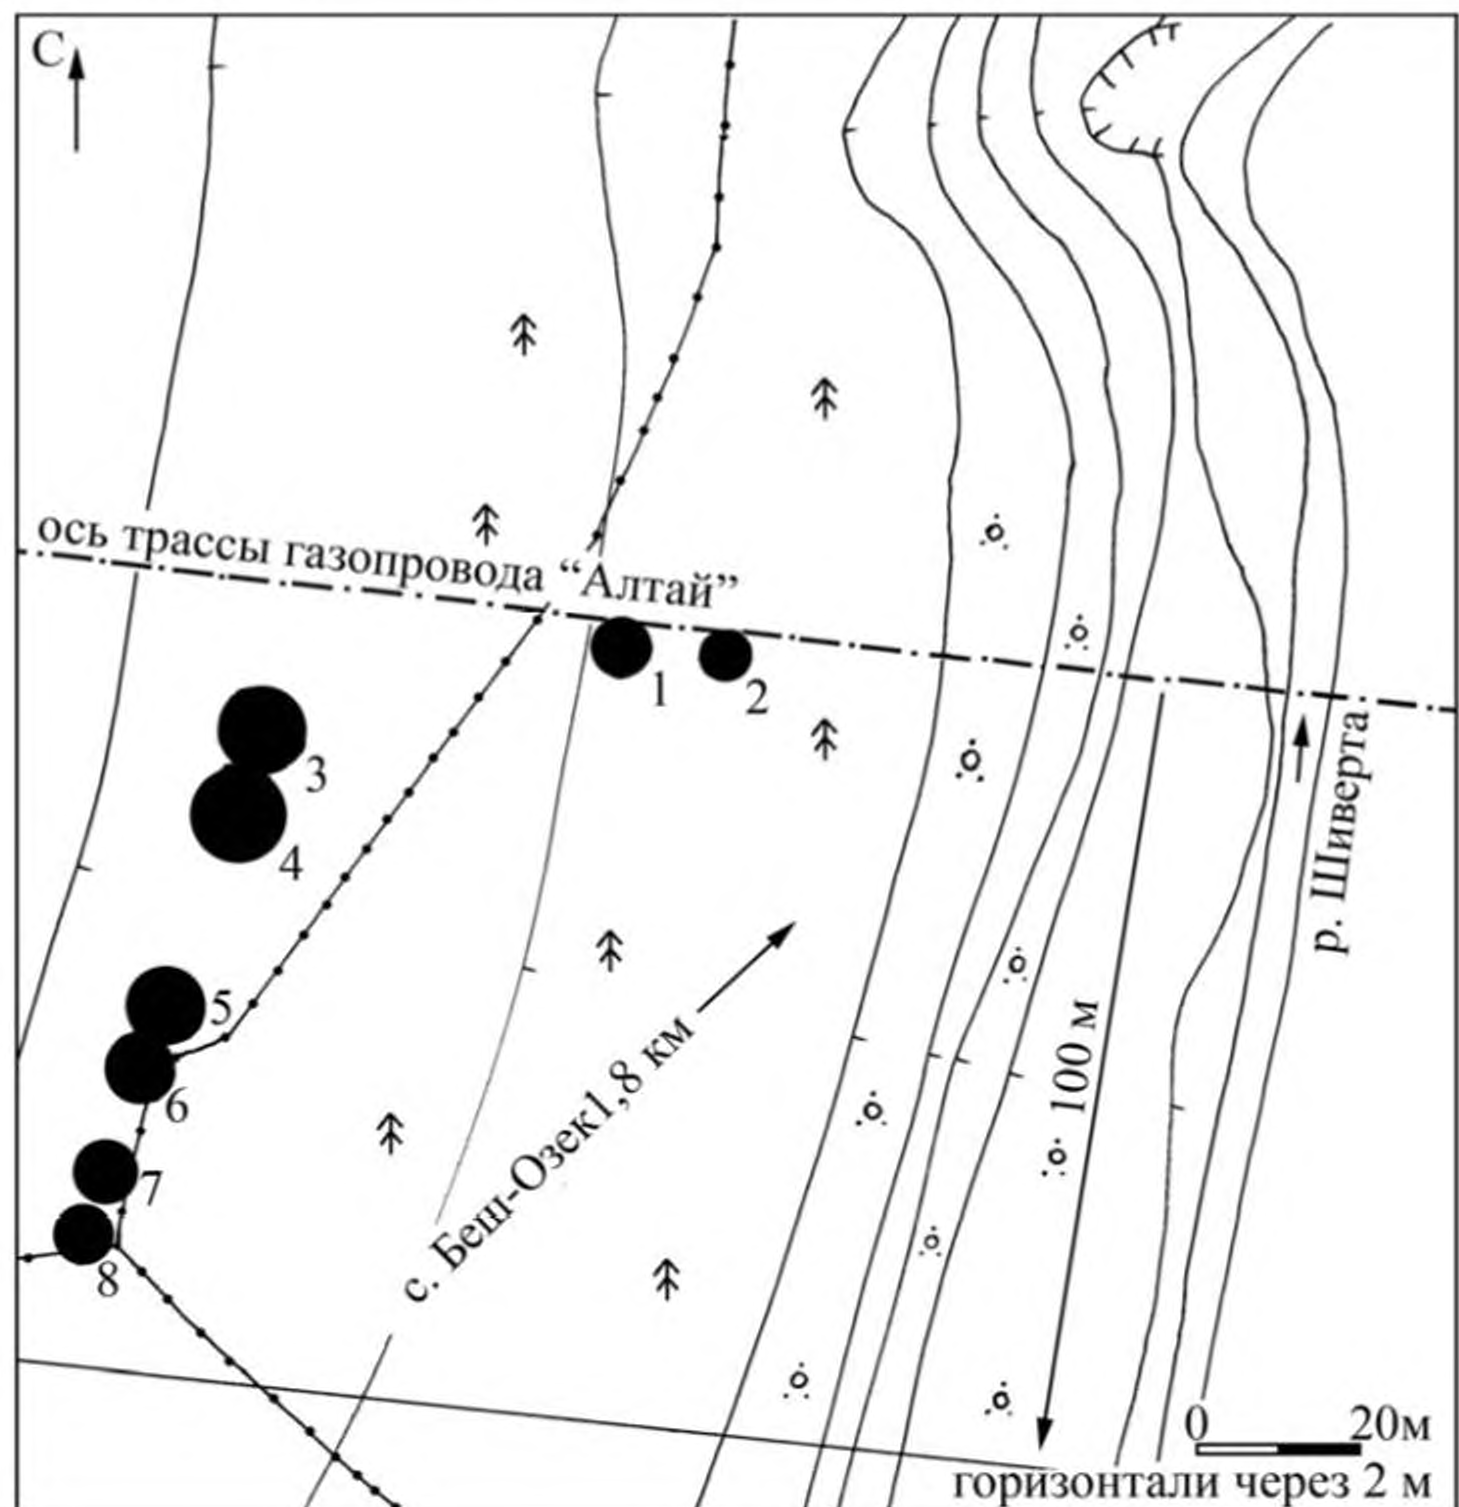 С
ось трассы газопровода “Алтай”
1
2
3
4
5
6
7
8
с. Беш-Озек1,8 км
100 м
р. Шиверта
0 20м
горизонтали через 2 м